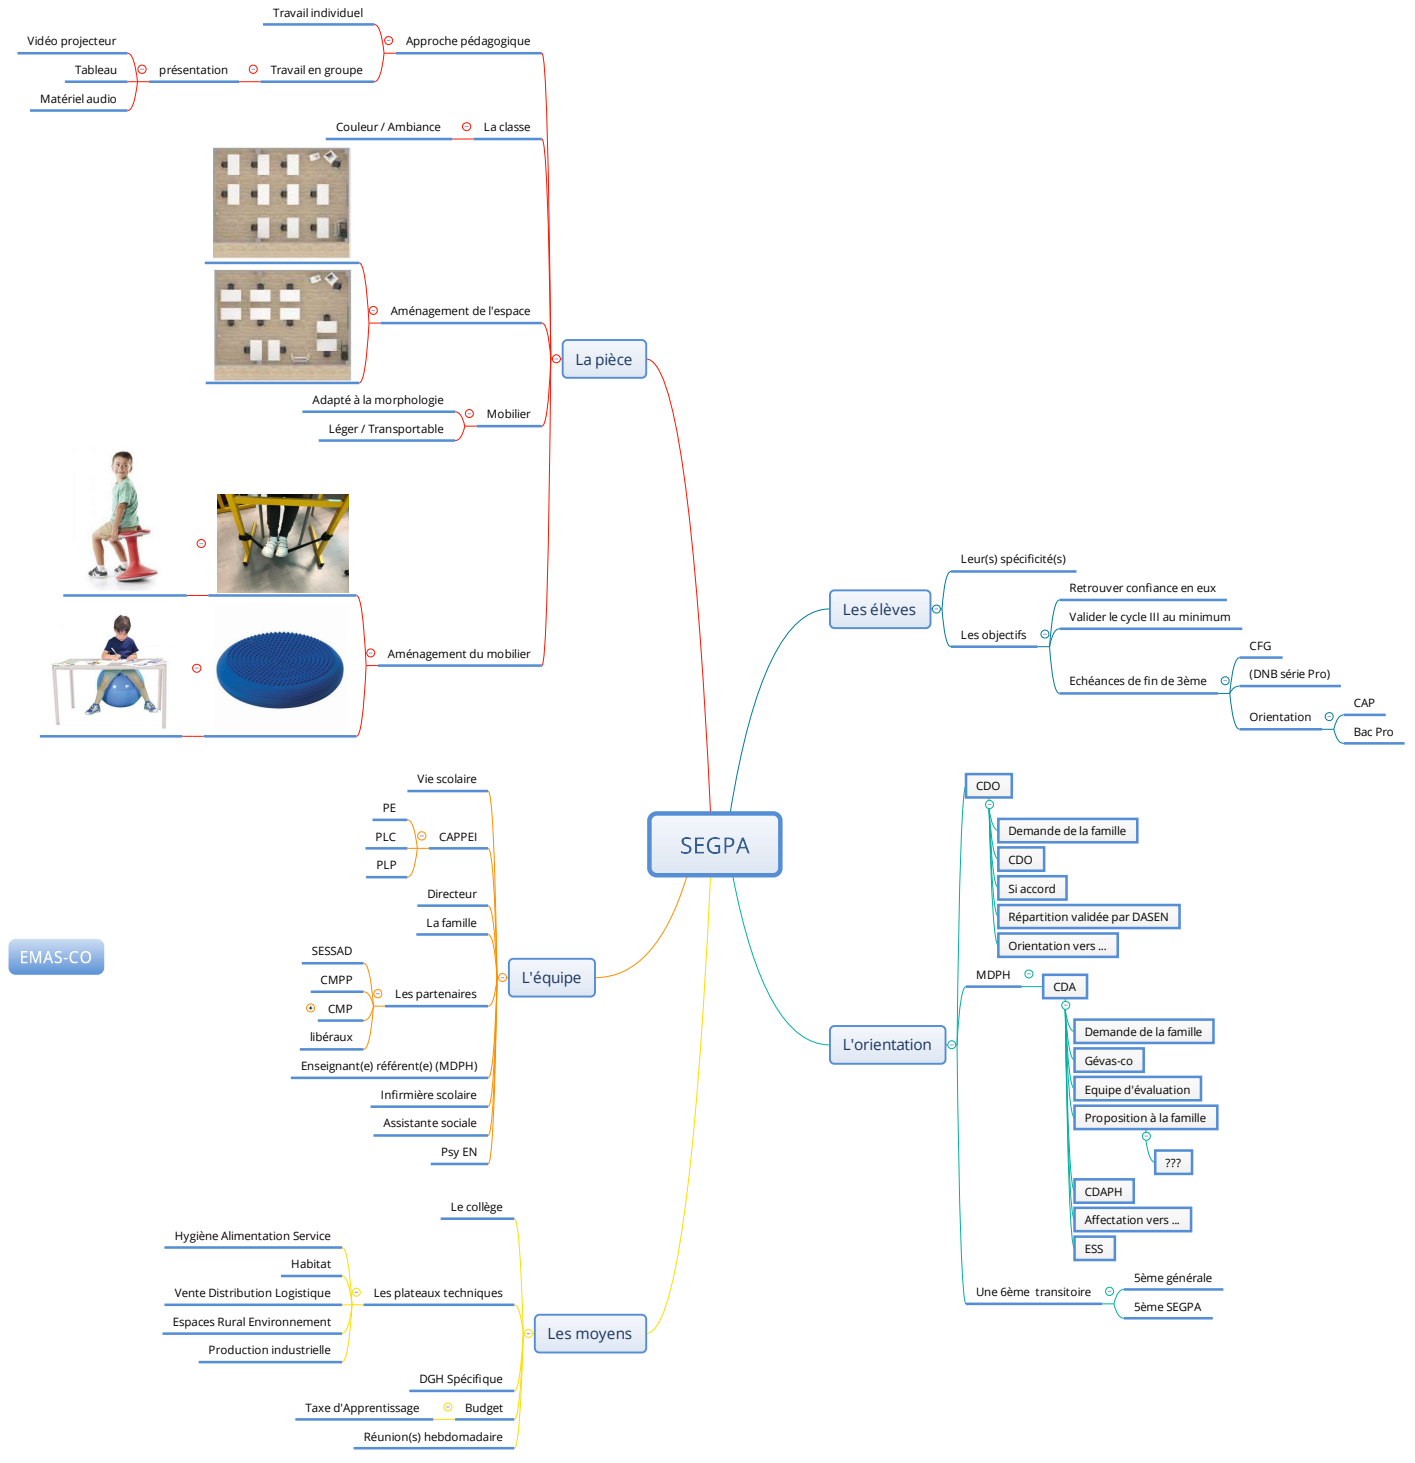 Travail individuel
Approche pédagogique
Vidéo projecteur
Tableau
présentation
Travail en groupe
Matériel audio
Couleur / Ambiance
La classe
Aménagement de l'espace
La pièce
Adapté à la morphologie
Mobilier
Léger / Transportable
Aménagement du mobilier
Les élèves
Leur(s) spécificité(s)
Les objectifs
Retrouver confiance en eux
Valider le cycle III au minimum
Echéances de fin de 3ème
CFG
(DNB série Pro)
Orientation
CAP
Bac Pro
SEGPA
Vie scolaire
PE
PLC
CAPPEI
PLP
Directeur
La famille
EMAS-CO
SESSAD
CMPP
Les partenaires
CMP
libéraux
L'équipe
Enseignant(e) référent(e) (MDPH)
Infirmière scolaire
Assistante sociale
Psy EN
L'orientation
CDO
Demande de la famille
CDO
Si accord
Répartition validée par DASEN
Orientation vers ...
MDPH
CDA
Demande de la famille
Gévas-co
Equipe d'évaluation
Proposition à la famille
???
CDAPH
Affectation vers ...
ESS
Une 6ème  transitoire
5ème générale
5ème SEGPA
Le collège
Hygiène Alimentation Service
Habitat
Vente Distribution Logistique
Les plateaux techniques
Espaces Rural Environnement
Production industrielle
Les moyens
DGH Spécifique
Taxe d'Apprentissage
Budget
Réunion(s) hebdomadaire